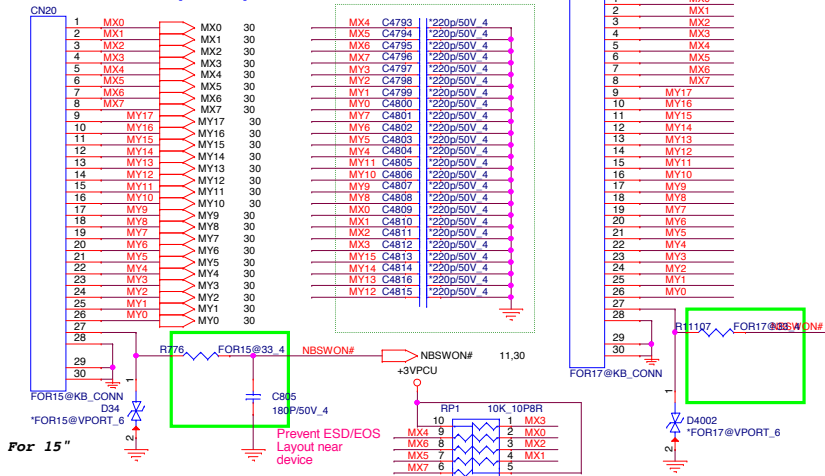 CN20
1 MX0 MX0 30
2 MX1 MX1 30
3 MX2 MX2 30
4 MX3 MX3 30
5 MX4 MX4 30
6 MX5 MX5 30
7 MX6 MX6 30
8 MX7 MX7 30
9 MY17 MY17 30
10 MY16 MY16 30
11 MY15 MY15 30
12 MY14 MY14 30
13 MY13 MY13 30
14 MY12 MY12 30
15 MY11 MY11 30
16 MY10 MY10 30
17 MY9 MY9 30
18 MY8 MY8 30
19 MY7 MY7 30
20 MY6 MY6 30
21 MY5 MY5 30
22 MY4 MY4 30
23 MY3 MY3 30
24 MY2 MY2 30
25 MY1 MY1 30
26 MY0 MY0 30
27
28
29
30
FOR15@KB_CONN
D34
*FOR15@VPORT_6
1
2
For 15"
R776 FOR15@33_4
NBSWON# NBSWON# 11,30
C805
180P/50V_4
Prevent ESD/EOS
Layout near
device
MX4 C4793 *220p/50V_4
MX5 C4794 *220p/50V_4
MX6 C4795 *220p/50V_4
MX7 C4796 *220p/50V_4
MY3 C4797 *220p/50V_4
MY2 C4798 *220p/50V_4
MY1 C4799 *220p/50V_4
MY0 C4800 *220p/50V_4
MY7 C4801 *220p/50V_4
MY6 C4802 *220p/50V_4
MY5 C4803 *220p/50V_4
MY4 C4804 *220p/50V_4
MY11 C4805 *220p/50V_4
MY10 C4806 *220p/50V_4
MY9 C4807 *220p/50V_4
MY8 C4808 *220p/50V_4
MX0 C4809 *220p/50V_4
MX1 C4810 *220p/50V_4
MX2 C4811 *220p/50V_4
MX3 C4812 *220p/50V_4
MY15 C4813 *220p/50V_4
MY14 C4814 *220p/50V_4
MY13 C4816 *220p/50V_4
MY12 C4815 *220p/50V_4
+3VPCU
RP1 10K_10P8R
10 1 MX3
MX4 9 2 MX0
MX6 8 3 MX2
MX5 7 4 MX1
MX7 6 5
2 MX1
3 MX2
4 MX3
5 MX4
6 MX5
7 MX6
8 MX7
9 MY17
10 MY16
11 MY15
12 MY14
13 MY13
14 MY12
15 MY11
16 MY10
17 MY9
18 MY8
19 MY7
20 MY6
21 MY5
22 MY4
23 MY3
24 MY2
25 MY1
26 MY0
27
28
29
30
FOR17@KB_CONN
R11107 NBSWON#
1
2
D4002
*FOR17@VPORT_6